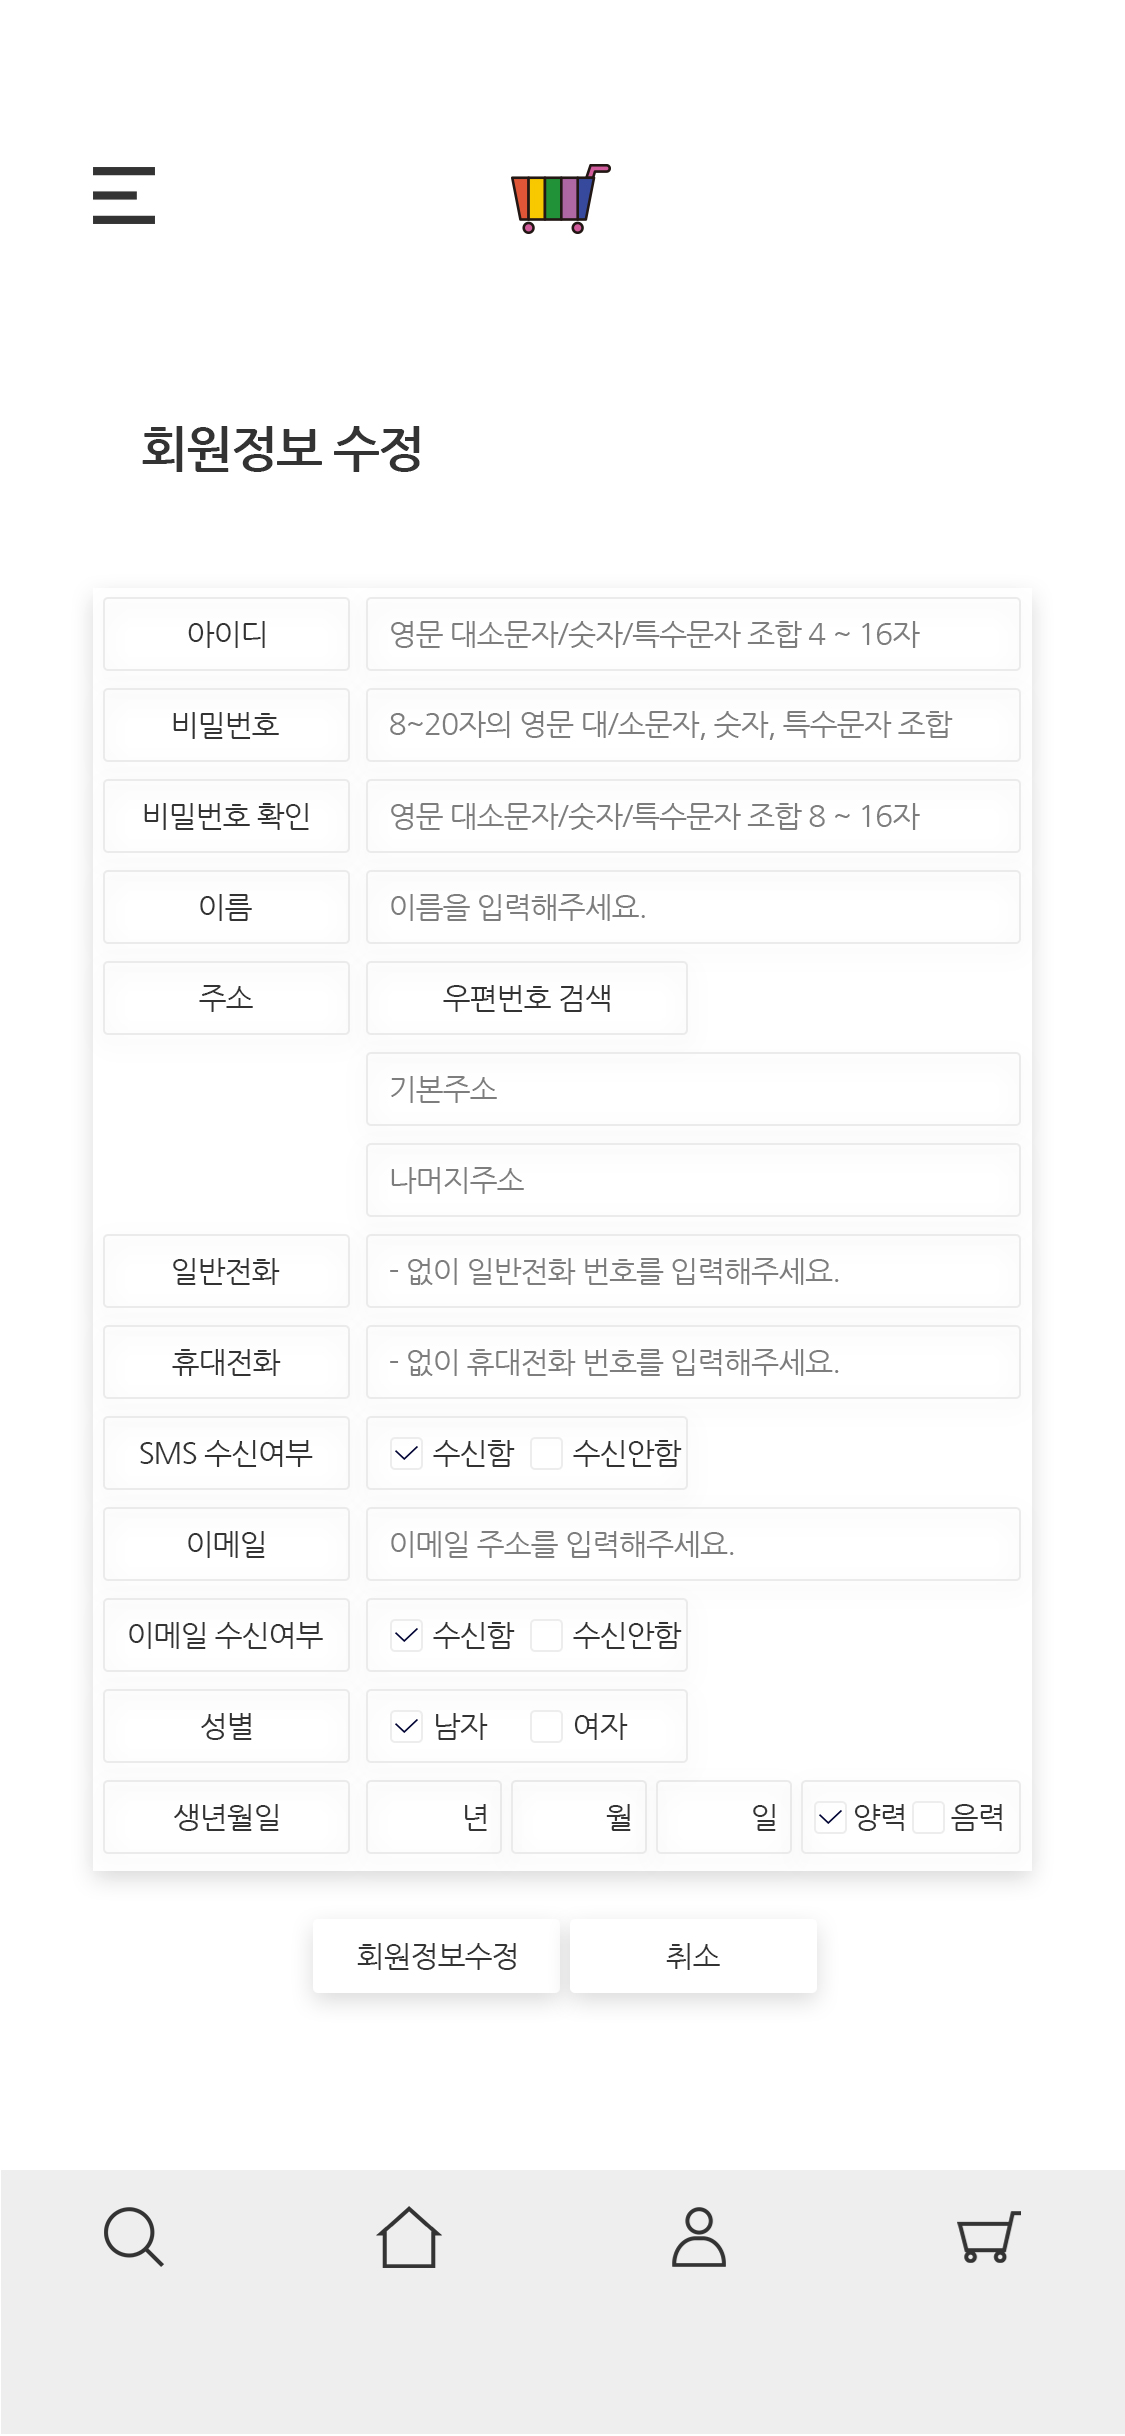 회원정보 수정
아이디 영문 대소문자/숫자/특수문자 조합 4 ~ 16자
비밀번호 8~20자의 영문 대/소문자, 숫자, 특수문자 조합
비밀번호 확인 영문 대소문자/숫자/특수문자 조합 8 ~ 16자
이름 이름을 입력해주세요.
주소 우편번호 검색
기본주소
나머지주소
일반전화 - 없이 일반전화 번호를 입력해주세요.
휴대전화 - 없이 휴대전화 번호를 입력해주세요.
SMS 수신여부 수신함 수신안함
이메일 이메일 주소를 입력해주세요.
이메일 수신여부 수신함 수신안함
성별 남자 여자
생년월일 년 월 일 양력 음력
회원정보수정 취소